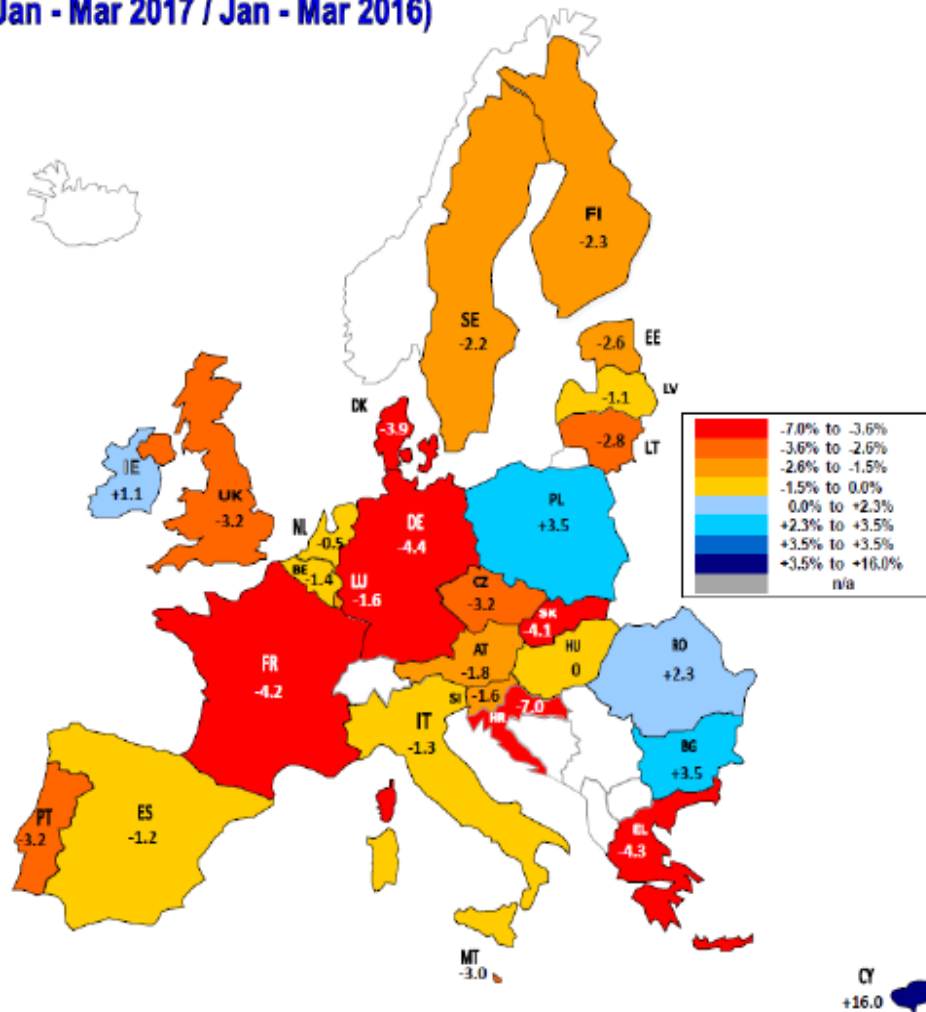 Jan - Mar 2017 / Jan - Mar 2016)
FI
-2.3
SE
-2.2
-2.6
EE
-1.1
LV
-2.8
LT
DK
-3.9
IE
+1.1
UK
-3.2
NL
-0.5
BE
-1.4
DE
-4.4
LU
-1.6
PL
+3.5
CZ
-3.2
SK
-4.1
AT
-1.8
HU
0
RO
+2.3
FR
-4.2
SI
-1.6
HR
-7.0
IT
-1.3
BG
+3.5
PT
-3.2
ES
-1.2
EL
-4.3
MT
-3.0
CY
+16.0
-7.0% to -3.6%
-3.6% to -2.6%
-2.6% to -1.5%
-1.5% to 0.0%
0.0% to +2.3%
+2.3% to +3.5%
+3.5% to +3.5%
+3.5% to +16.0%
n/a